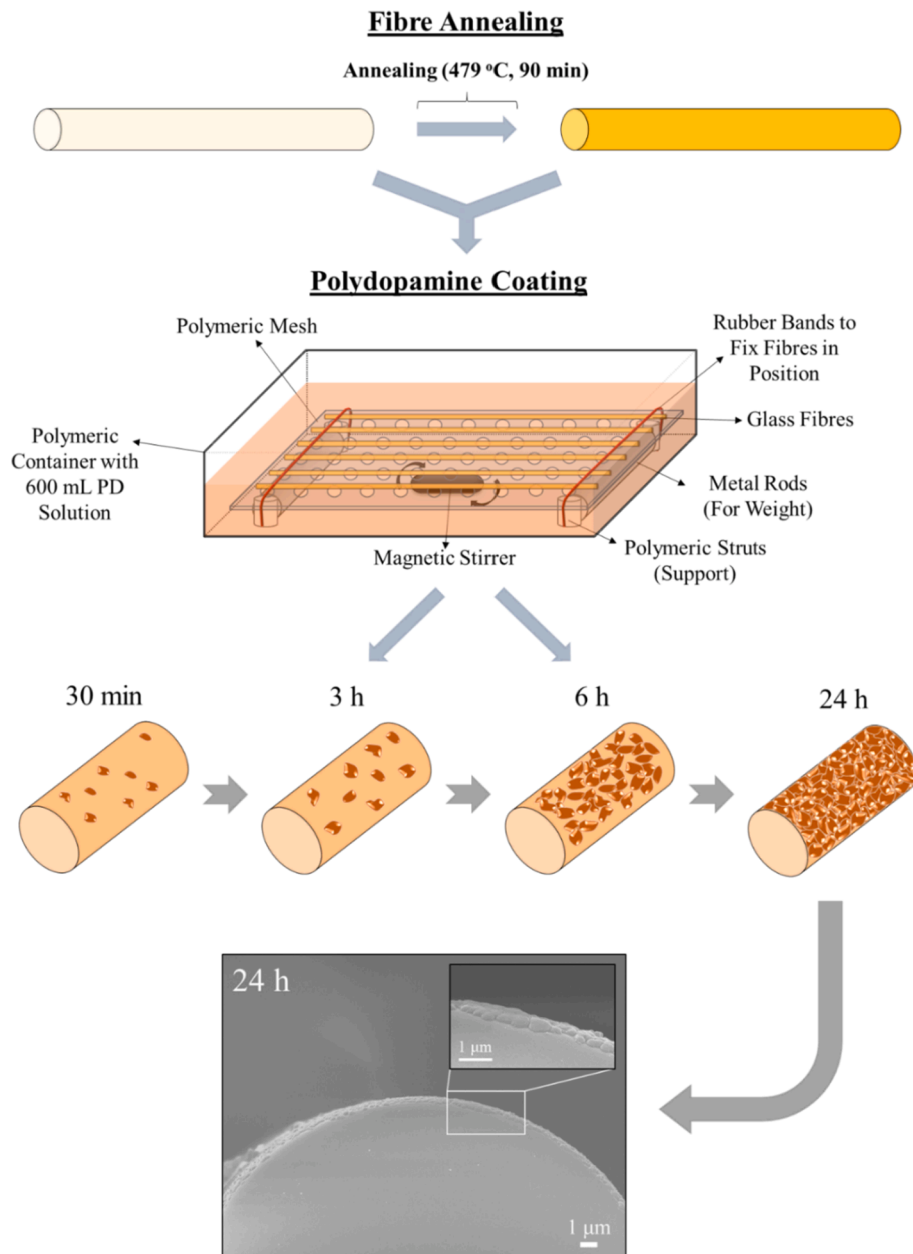 Fibre Annealing
Annealing (479 °C, 90 min)
Polydopamine Coating
Polymeric Mesh
Rubber Bands to
Fix Fibres in
Position
Glass Fibres
Polymeric
Container with
600 mL PD
Solution
Metal Rods
(For Weight)
Magnetic Stirrer
Polymeric Struts
(Support)
30 min
3 h
6 h
24 h
24 h
1 μm
1 μm